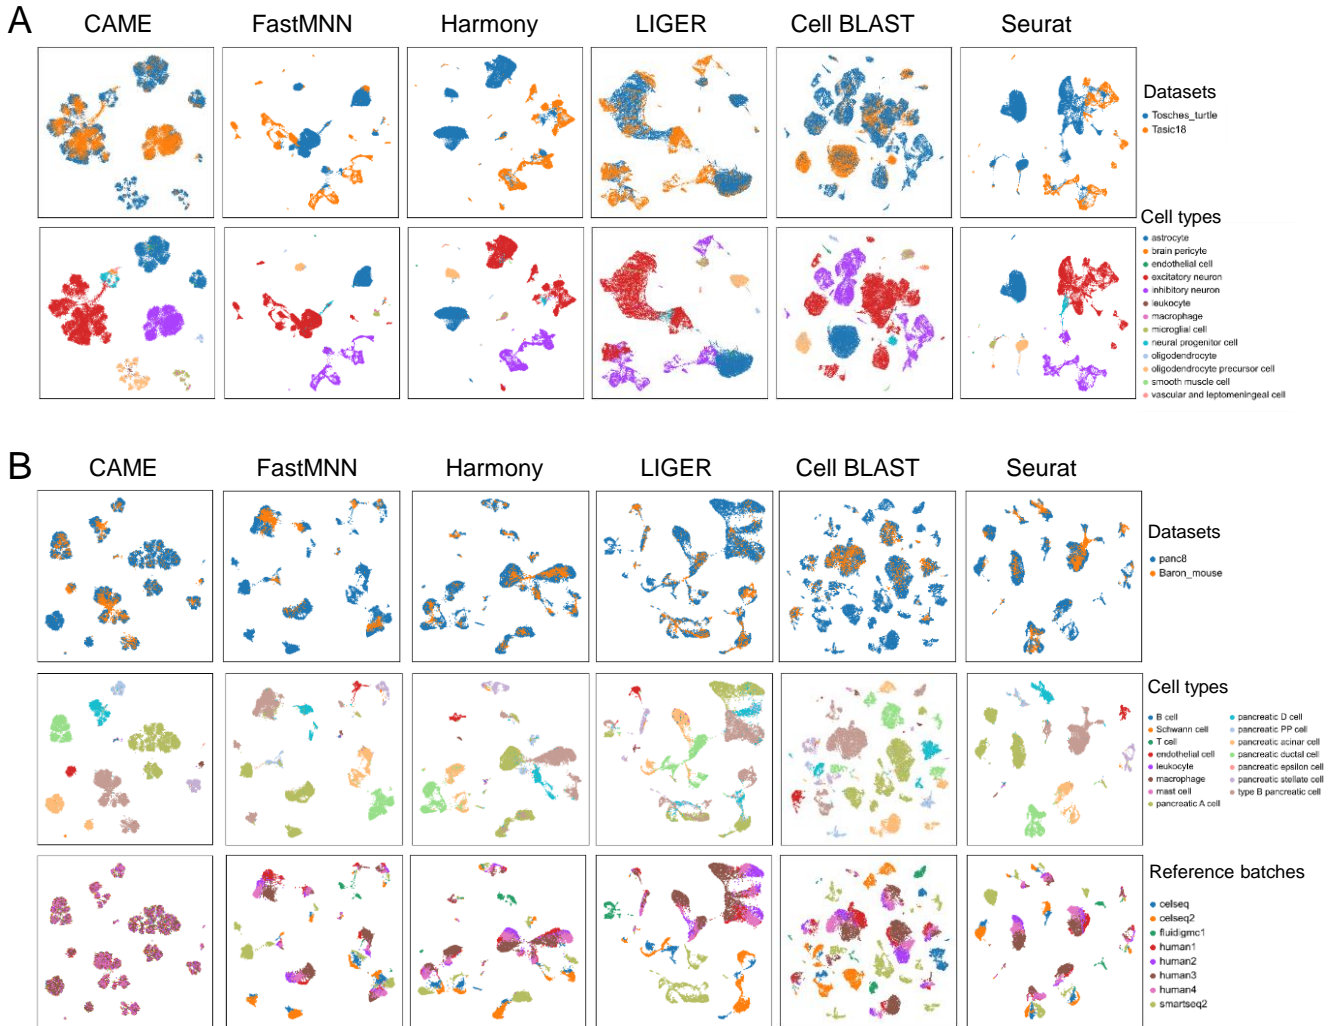 A
CAME FastMNN Harmony LIGER Cell BLAST Seurat
Datasets
Tosches_turtle
Tasic18
Cell types
astrocyte
brain pericyte
endothelial cell
excitatory neuron
inhibitory neuron
leukocyte
macrophage
microglial cell
neural progenitor cell
oligodendrocyte
oligodendrocyte precursor cell
smooth muscle cell
vascular and leptomeningeal cell
B
CAME FastMNN Harmony LIGER Cell BLAST Seurat
Datasets
panc8
Baron_mouse
Cell types
B cell pancreatic D cell
Schwann cell pancreatic PP cell
T cell pancreatic acinar cell
endothelial cell pancreatic ductal cell
leukocyte pancreatic epsilon cell
macrophage pancreatic stellate cell
mast cell type B pancreatic cell
pancreatic A cell
Reference batches
celseq
celseq2
fluidigmc1
human1
human2
human3
human4
smartseq2